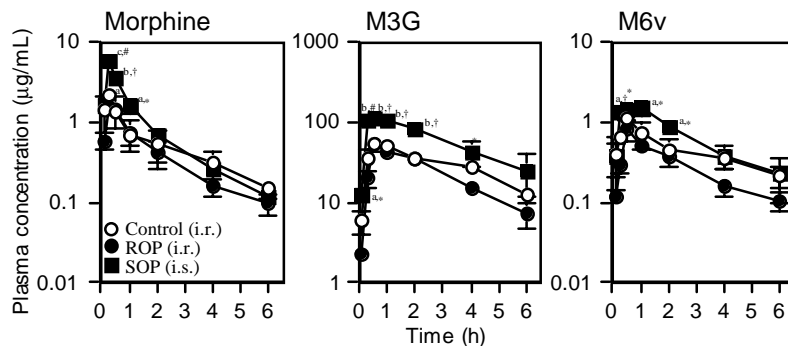 Morphine
M3G
M6v
Plasma concentration (μg/mL)
10
1
0.1
0.01
c,#
b,†
a,*
Control (i.r.)
ROP (i.r.)
SOP (i.s.)
0 1 2 3 4 5 6
1000
100
10
1
b,# b,†
b,†
b,†
a,*
0 1 2 3 4 5 6
10
1
0.1
0.01
a,†
*
a,*
a,*
0 1 2 3 4 5 6
Time (h)